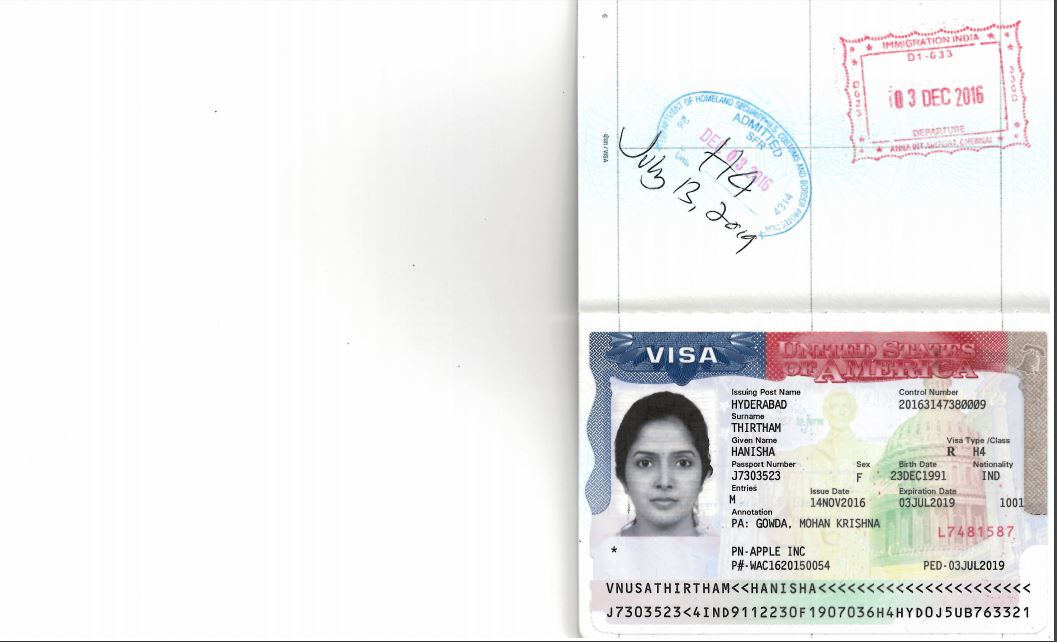 IMMIGRATION INDIA
D1-033
D033
03 DEC 2016
DEPARTURE
ANNA INT AIRPORT, CHENNAI
DEPARTMENT OF HOMELAND SECURITY
CUSTOMS AND BORDER PROTECTION
ADMITTED
SFR
DEC 03 2016
4314
H4
July 13, 2019
VISA
UNITED STATES OF AMERICA
Issuing Post Name Control Number
HYDERABAD 20163147380009
Surname
THIRTHAM
Given Name Visa Type /Class
HANISHA R H4
Passport Number Sex Birth Date Nationality
J7303523 F 23DEC1991 IND
Entries Issue Date Expiration Date
M 14NOV2016 03JUL2019 1001
Annotation
PA: GOWDA, MOHAN KRISHNA
L7481587
* PN-APPLE INC
P#-WAC1620150054 PED-03JUL2019
VNUSATHIRTHAM<<HANISHA<<<<<<<<<<<<<<<<<<<<<<
J7303523<4IND9112230F1907036H4HYD0J5UB763321